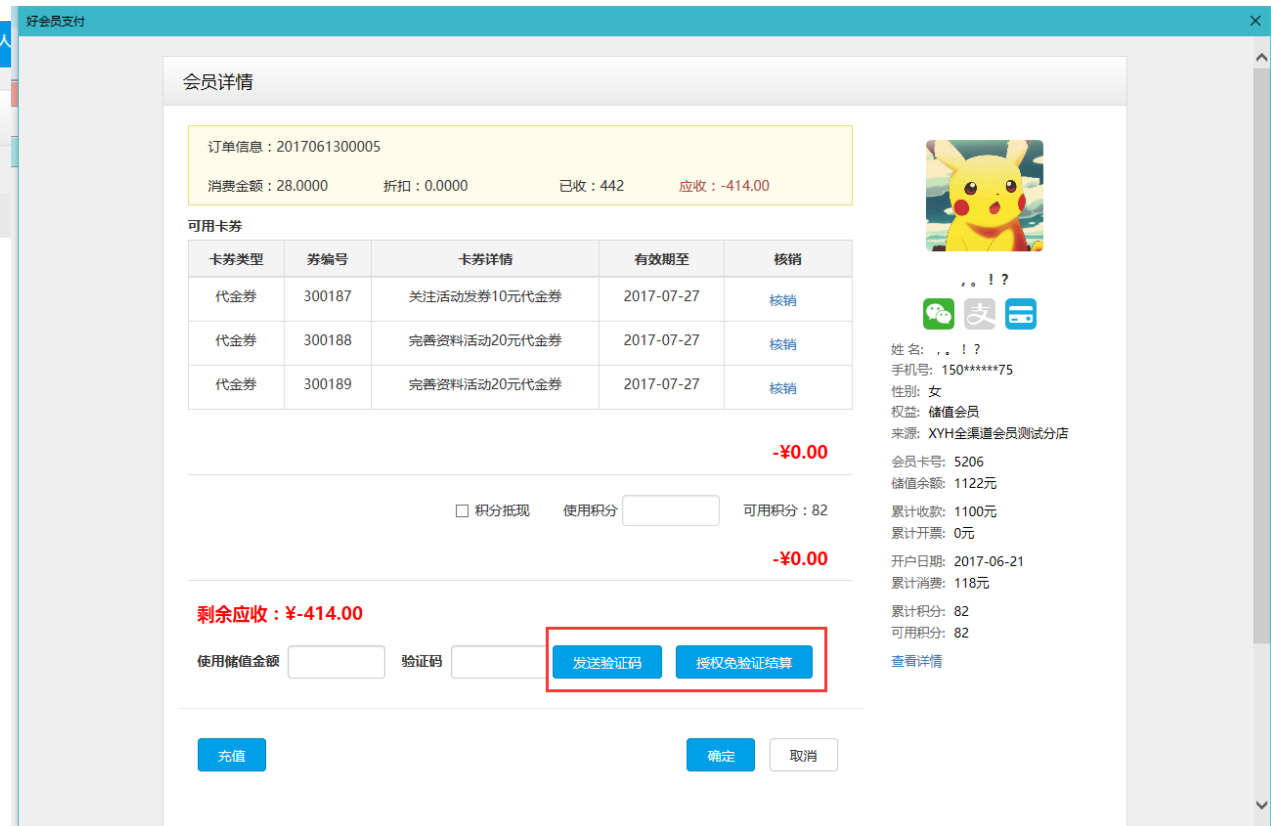 好会员支付
人
会员详情
订单信息：2017061300005
消费金额：28.0000 折扣：0.0000 已收：442 应收：-414.00
可用卡券
卡券类型 券编号 卡券详情 有效期至 核销
代金券 300187 关注活动发券10元代金券 2017-07-27 核销
代金券 300188 完善资料活动20元代金券 2017-07-27 核销
代金券 300189 完善资料活动20元代金券 2017-07-27 核销
-¥0.00
积分抵现 使用积分 可用积分：82
-¥0.00
剩余应收：¥-414.00
使用储值金额 验证码 发送验证码 授权免验证结算
充值 确定 取消
，。！？
支
姓 名: ，。！？
手机号: 150******75
性别: 女
权益: 储值会员
来源: XYH全渠道会员测试分店
会员卡号: 5206
储值余额: 1122元
累计收款: 1100元
累计开票: 0元
开户日期: 2017-06-21
累计消费: 118元
累计积分: 82
可用积分: 82
查看详情